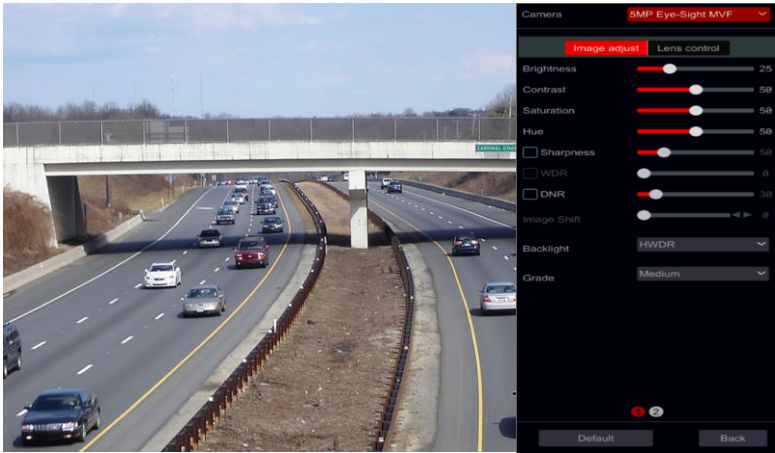 Camera 5MP Eye-Sight MVF
Image adjust Lens control
Brightness 25
Contrast 50
Saturation 50
Hue 50
Sharpness 50
WDR 0
DNR 30
Image Shift 0
Backlight HWDR
Grade Medium
1 2
Default Back
CARDINAL